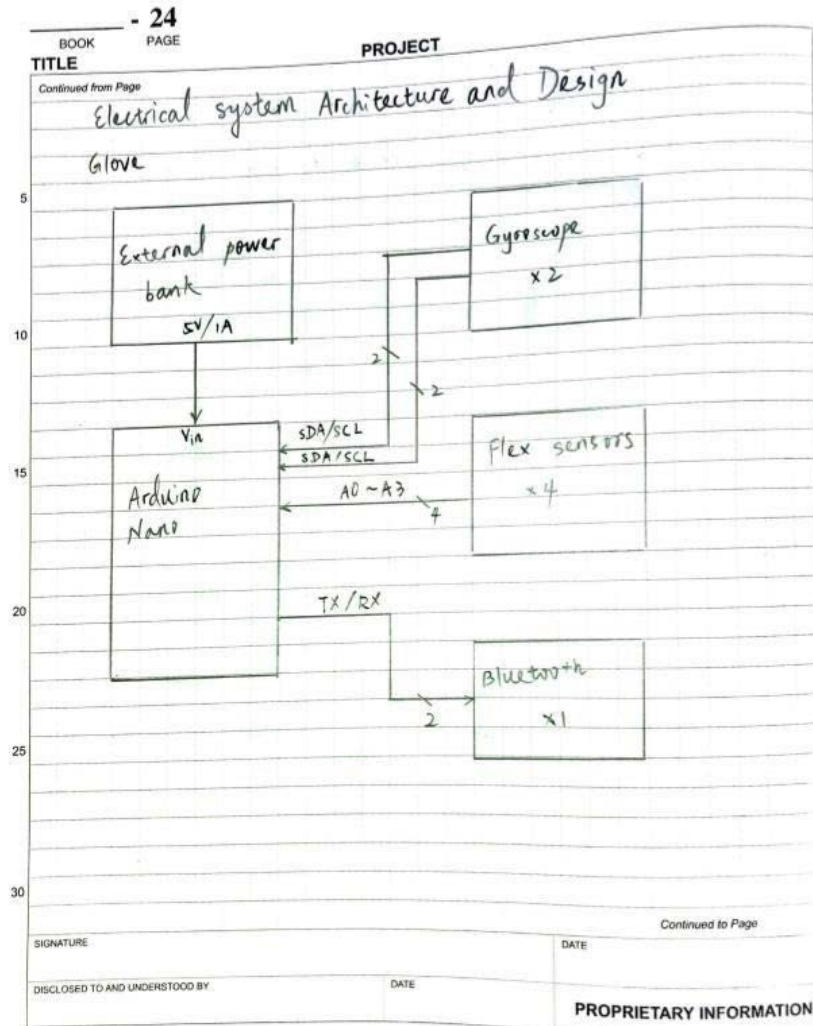 - 24
BOOK PAGE
TITLE
PROJECT
Continued from Page
Electrical system Architecture and Design
Glove
5
External power
bank
5V/1A
Gyroscope
x2
10
2
2
Vin
SDA/SCL
SDA/SCL
Flex sensors
x4
15
Arduino
Nano
A0~A3
4
20
TX/RX
Bluetooth
x1
2
25
30
Continued to Page
SIGNATURE
DATE
DISCLOSED TO AND UNDERSTOOD BY
DATE
PROPRIETARY INFORMATION